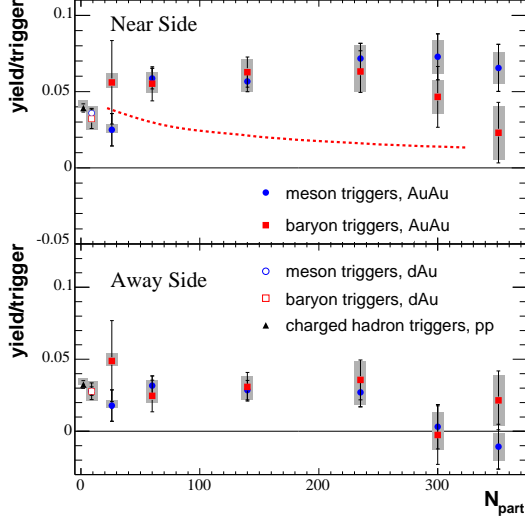 0.1
Near Side
yield/trigger
0.05
0
meson triggers, AuAu
baryon triggers, AuAu
-0.05
Away Side
meson triggers, dAu
yield/trigger
0.1
baryon triggers, dAu
charged hadron triggers, pp
0.05
0
0 100 200 300
Npart